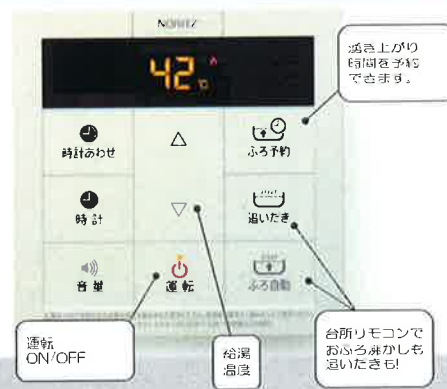 NORITZ
42℃
沸き上がり
時間を予約
できます。
時計あわせ
ふろ予約
時計
追いだき
音量
運転
ふろ自動
運転
ON/OFF
給湯
温度
台所リモコンで
おふろ沸かしも
追いだきも!